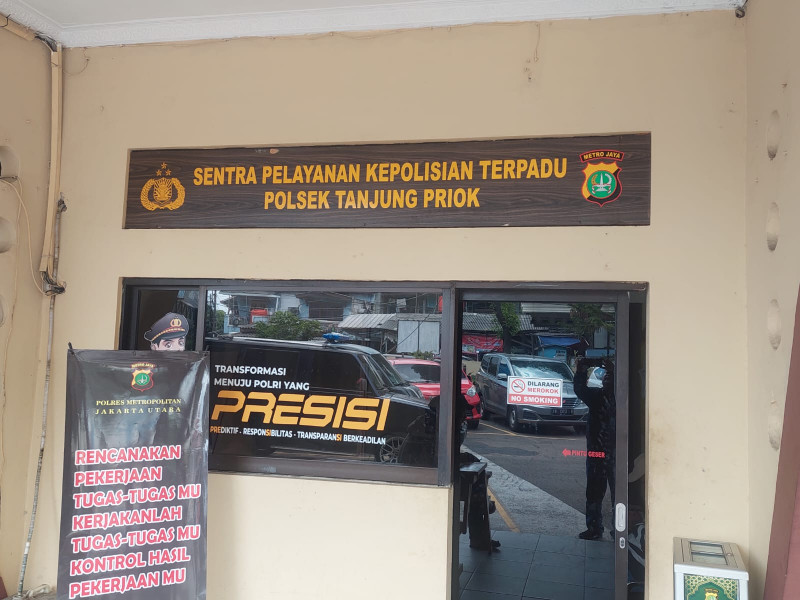 SENTRA PELAYANAN KEPOLISIAN TERPADU
POLSEK TANJUNG PRIOK
METRO JAYA
TRANSFORMASI
MENUJU POLRI YANG
PRESISI
PREDIKTIF - RESPONSIBILITAS - TRANSPARANSI BERKEADILAN
DILARANG
MEROKOK
NO SMOKING
PINTU GESER
POLRES METROPOLITAN
JAKARTA UTARA
RENCANAKAN
PEKERJAAN
TUGAS-TUGAS MU
KERJAKANLAH
TUGAS-TUGAS MU
KONTROL HASIL
PEKERJAAN MU